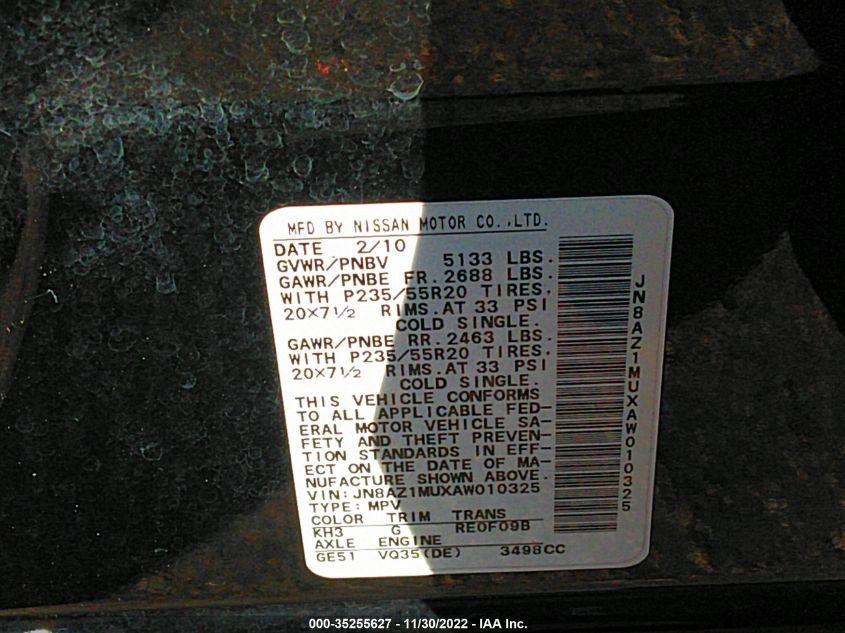 MFD BY NISSAN MOTOR CO.,LTD.
DATE 2/10
GVWR/PNBV 5133 LBS.
GAWR/PNBE FR. 2688 LBS.
WITH P235/55R20 TIRES.
20×7½ RIMS.AT 33 PSI
COLD SINGLE.
GAWR/PNBE RR. 2463 LBS.
WITH P235/55R20 TIRES.
20×7½ RIMS.AT 33 PSI
COLD SINGLE.
THIS VEHICLE CONFORMS
TO ALL APPLICABLE FED-
ERAL MOTOR VEHICLE SA-
FETY AND THEFT PREVEN-
TION STANDARDS IN EFF-
ECT ON THE DATE OF MA-
NUFACTURE SHOWN ABOVE.
VIN:JN8AZ1MUXAW010325
TYPE:MPV
COLOR TRIM TRANS
KH3 G RE0F09B
AXLE ENGINE
GE51 VQ35(DE) 3498CC
JN8AZ1MUXAW010325
000-35255627 - 11/30/2022 - IAA Inc.